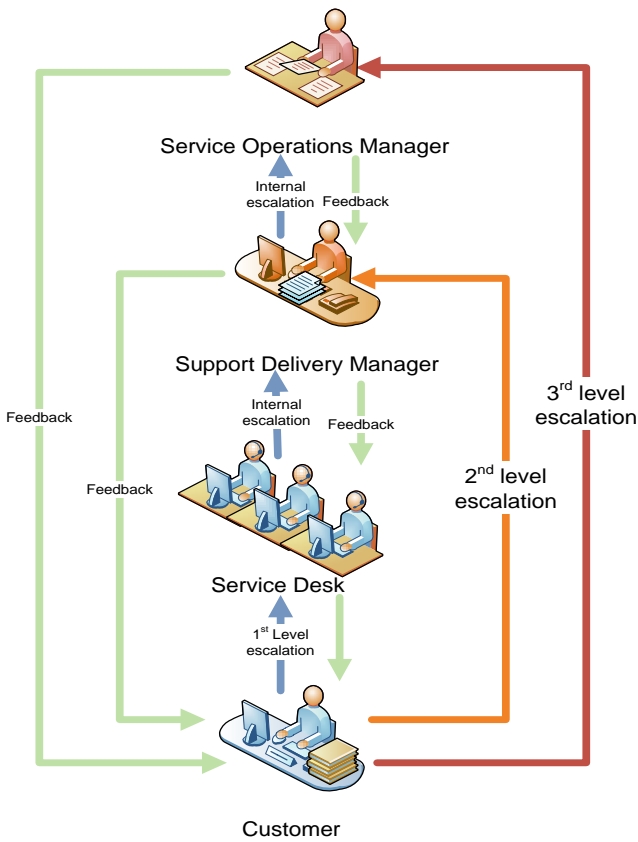 Service Operations Manager
Internal
escalation
Feedback
Support Delivery Manager
Internal
escalation
Feedback
3rd level
escalation
Feedback
2nd level
escalation
Feedback
Service Desk
1st Level
escalation
Customer